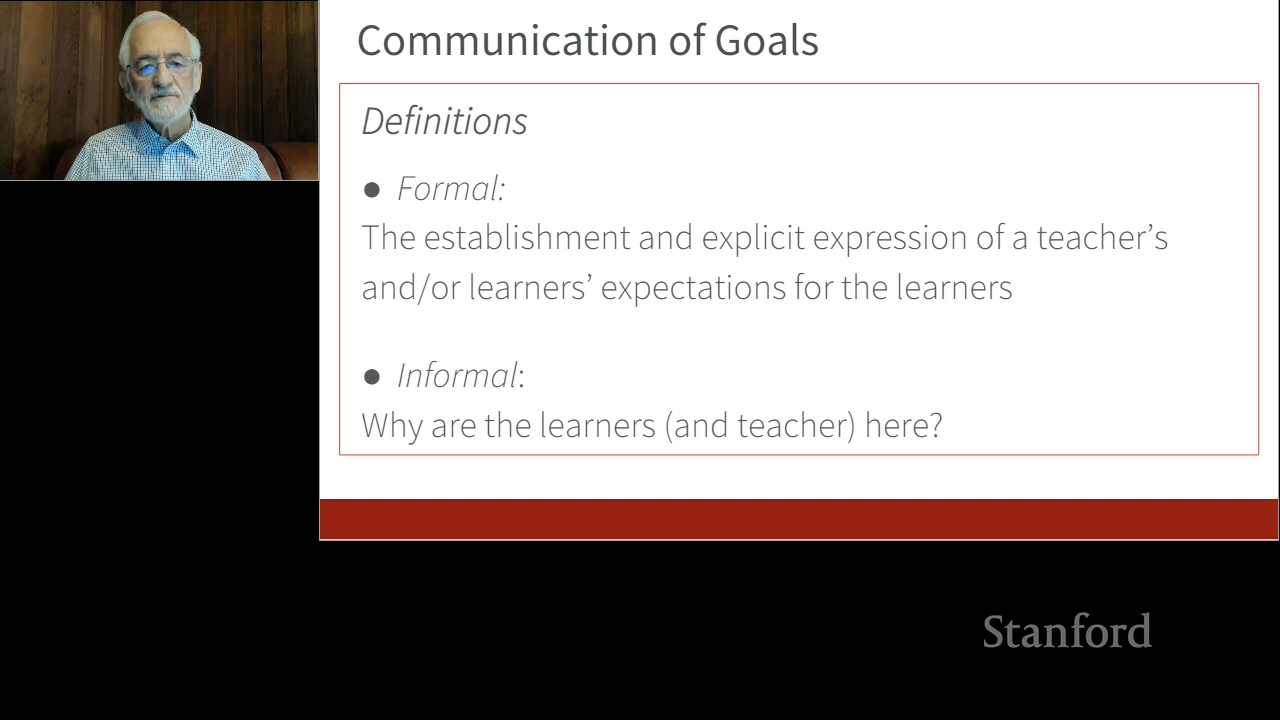 Communication of Goals
Definitions
● Formal:
The establishment and explicit expression of a teacher’s
and/or learners’ expectations for the learners
● Informal:
Why are the learners (and teacher) here?
Stanford